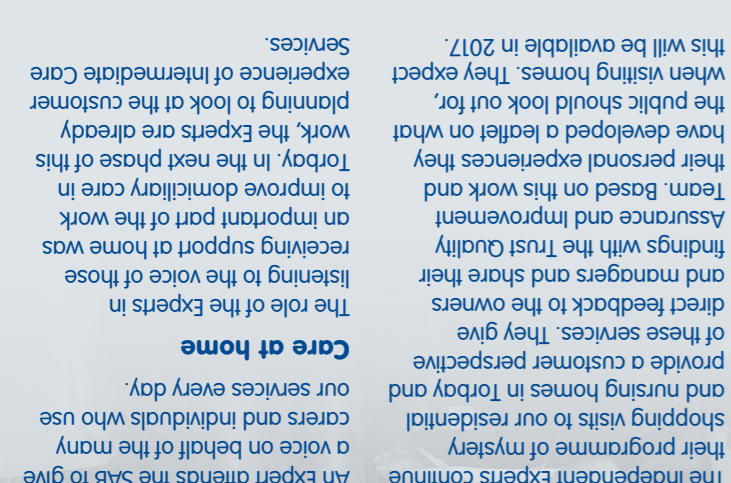 The Independent Experts continue
their programme of mystery
shopping visits to our residential
and nursing homes in Torbay and
provide a customer perspective
of these services. They give
direct feedback to the owners
and managers and share their
findings with the Trust Quality
Assurance and Improvement
Team. Based on this work and
their personal experiences they
have developed a leaflet on what
the public should look out for,
when visiting homes. They expect
this will be available in 2017.
An Expert attends the SAB to give
a voice on behalf of the many
carers and individuals who use
our services every day.
Care at home
The role of the Experts in
listening to the voice of those
receiving support at home was
an important part of the work
to improve domiciliary care in
Torbay. In the next phase of this
work, the Experts are already
planning to look at the customer
experience of Intermediate Care
Services.